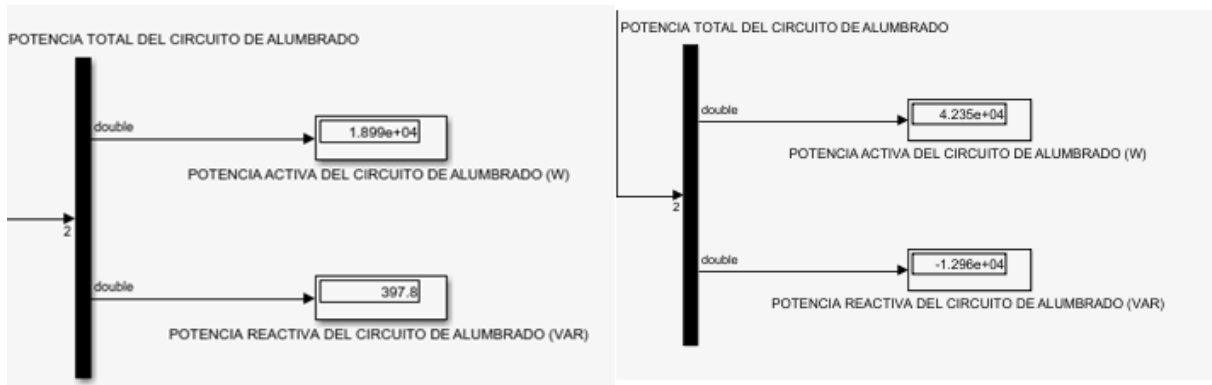 POTENCIA TOTAL DEL CIRCUITO DE ALUMBRADO
double
1.899e+04
POTENCIA ACTIVA DEL CIRCUITO DE ALUMBRADO (W)
2
double
397.8
POTENCIA REACTIVA DEL CIRCUITO DE ALUMBRADO (VAR)
POTENCIA TOTAL DEL CIRCUITO DE ALUMBRADO
double
4.235e+04
POTENCIA ACTIVA DEL CIRCUITO DE ALUMBRADO (W)
2
double
-1.296e+04
POTENCIA REACTIVA DEL CIRCUITO DE ALUMBRADO (VAR)